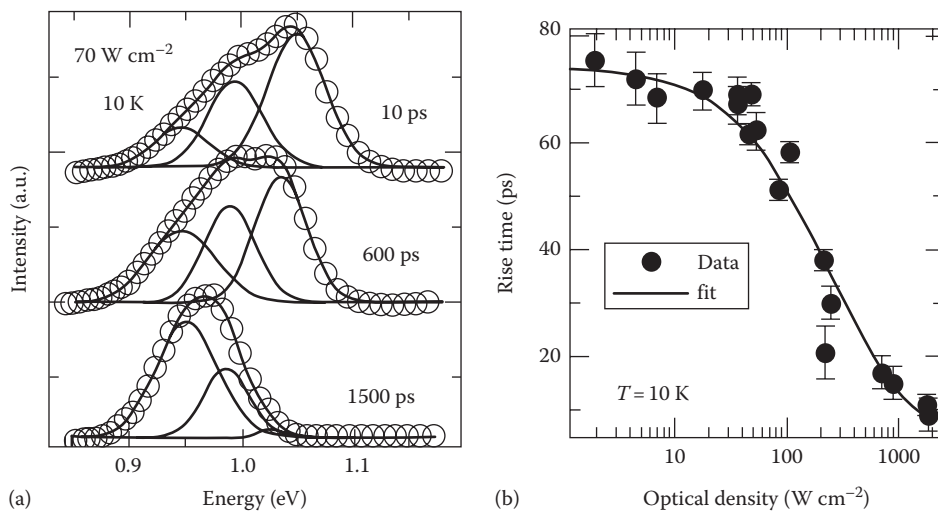 70 W cm⁻²
10 K
10 ps
600 ps
1500 ps
Intensity (a.u.)
0.9 1.0 1.1
(a) Energy (eV)
80
60
40
20
Rise time (ps)
Data
fit
T = 10 K
10 100 1000
(b) Optical density (W cm⁻²)